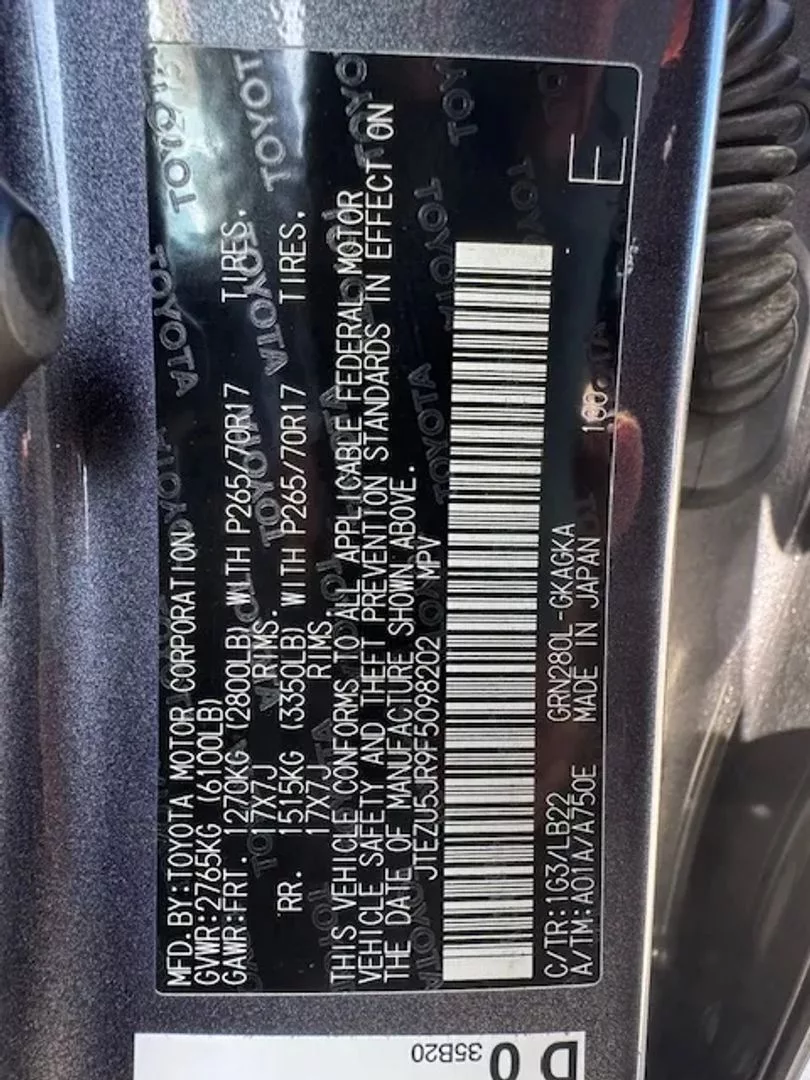 MFD.BY:TOYOTA MOTOR CORPORATION
GVWR:2765KG (6100LB)
GAWR:FRT. 1270KG (2800LB) WITH P265/70R17 TIRES,
17X7J RIMS.
RR. 1515KG (3350LB) WITH P265/70R17 TIRES,
17X7J RIMS.
THIS VEHICLE CONFORMS TO ALL APPLICABLE FEDERAL MOTOR
VEHICLE SAFETY AND THEFT PREVENTION STANDARDS IN EFFECT ON
THE DATE OF MANUFACTURE SHOWN ABOVE.
JTEZU5JR9F5098202 MPV
C/TR:1G3/LB22 GRN280L-GKAGKA
A/TM:A01A/A750E MADE IN JAPAN
E
TOYOTA
35B20
D0